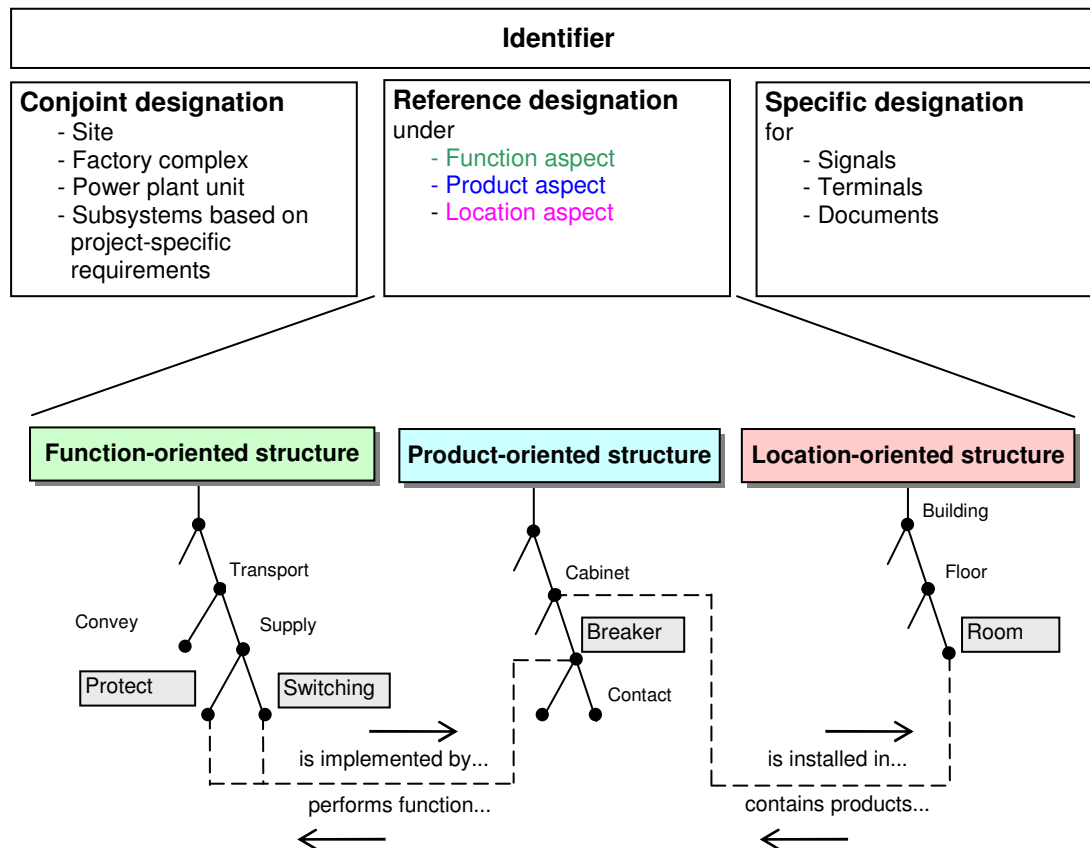 Identifier
Conjoint designation
- Site
- Factory complex
- Power plant unit
- Subsystems based on
project-specific
requirements
Reference designation
under
- Function aspect
- Product aspect
- Location aspect
Specific designation
for
- Signals
- Terminals
- Documents
Function-oriented structure
Product-oriented structure
Location-oriented structure
Transport
Convey
Supply
Protect
Switching
Cabinet
Breaker
Contact
Building
Floor
Room
is implemented by...
performs function...
is installed in...
contains products...